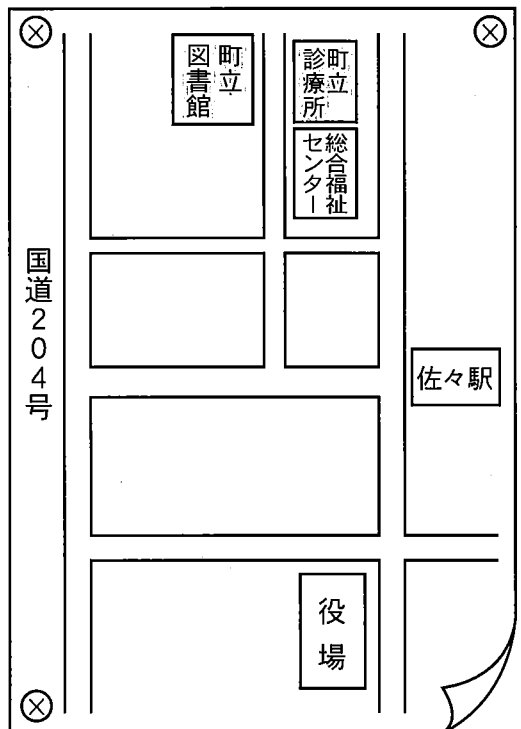 町立
図書館
町立
診療所
総合福祉
センター
国道204号
佐々駅
役場